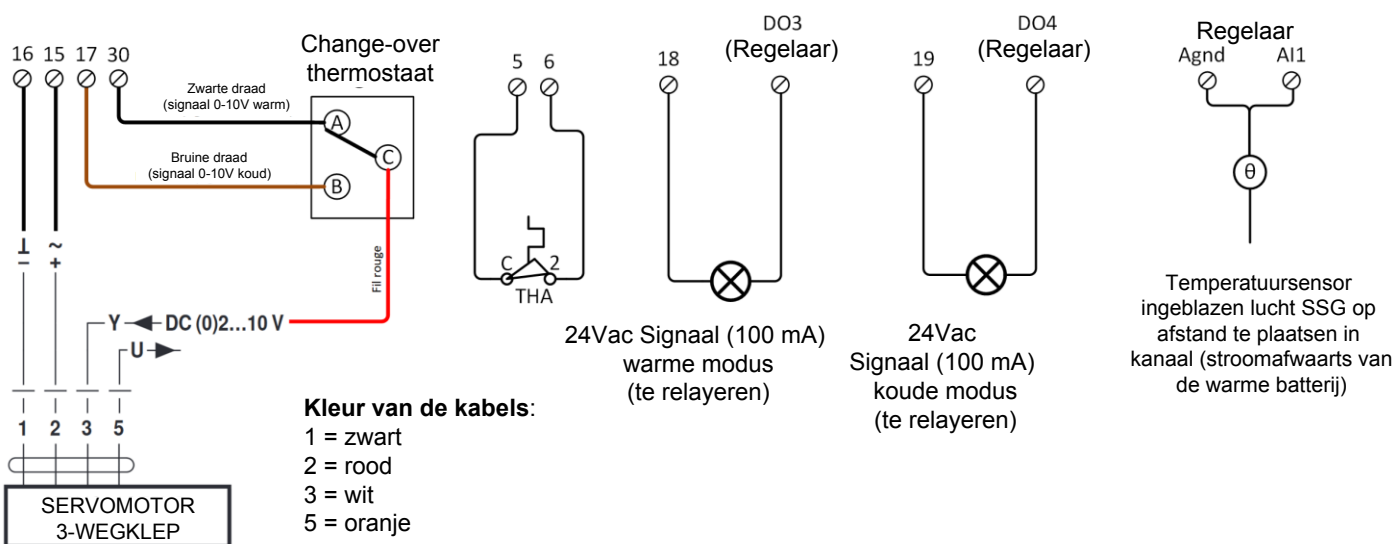 16 15 17 30
Change-over
thermostaat
Zwarte draad
(signaal 0-10V warm)
Bruine draad
(signaal 0-10V koud)
A
C
B
Fil rouge
⊥ ~
− +
Y DC (0)2...10 V
U
1 2 3 5
SERVOMOTOR
3-WEGKLEP
Kleur van de kabels:
1 = zwart
2 = rood
3 = wit
5 = oranje
5 6
C 2
THA
18
DO3
(Regelaar)
24Vac Signaal (100 mA)
warme modus
(te relayeren)
19
DO4
(Regelaar)
24Vac
Signaal (100 mA)
koude modus
(te relayeren)
Regelaar
Agnd AI1
θ
Temperatuursensor
ingeblazen lucht SSG op
afstand te plaatsen in
kanaal (stroomafwaarts van
de warme batterij)